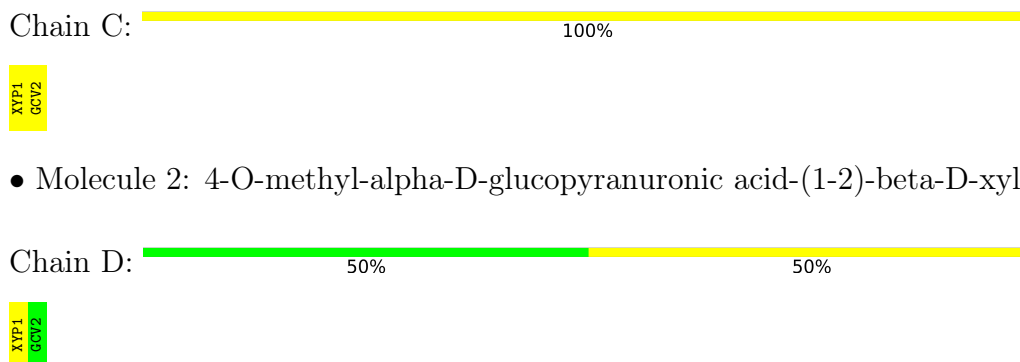 Chain C:
100%
XYP1
GCV2
• Molecule 2: 4-O-methyl-alpha-D-glucopyranuronic acid-(1-2)-beta-D-xyl
Chain D:
50% 50%
XYP1
GCV2